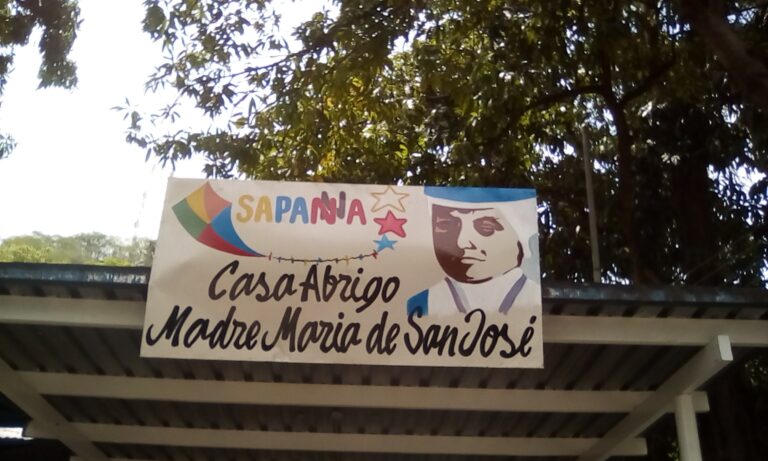 SAPANNA
Casa Abrigo
Madre Maria de San José